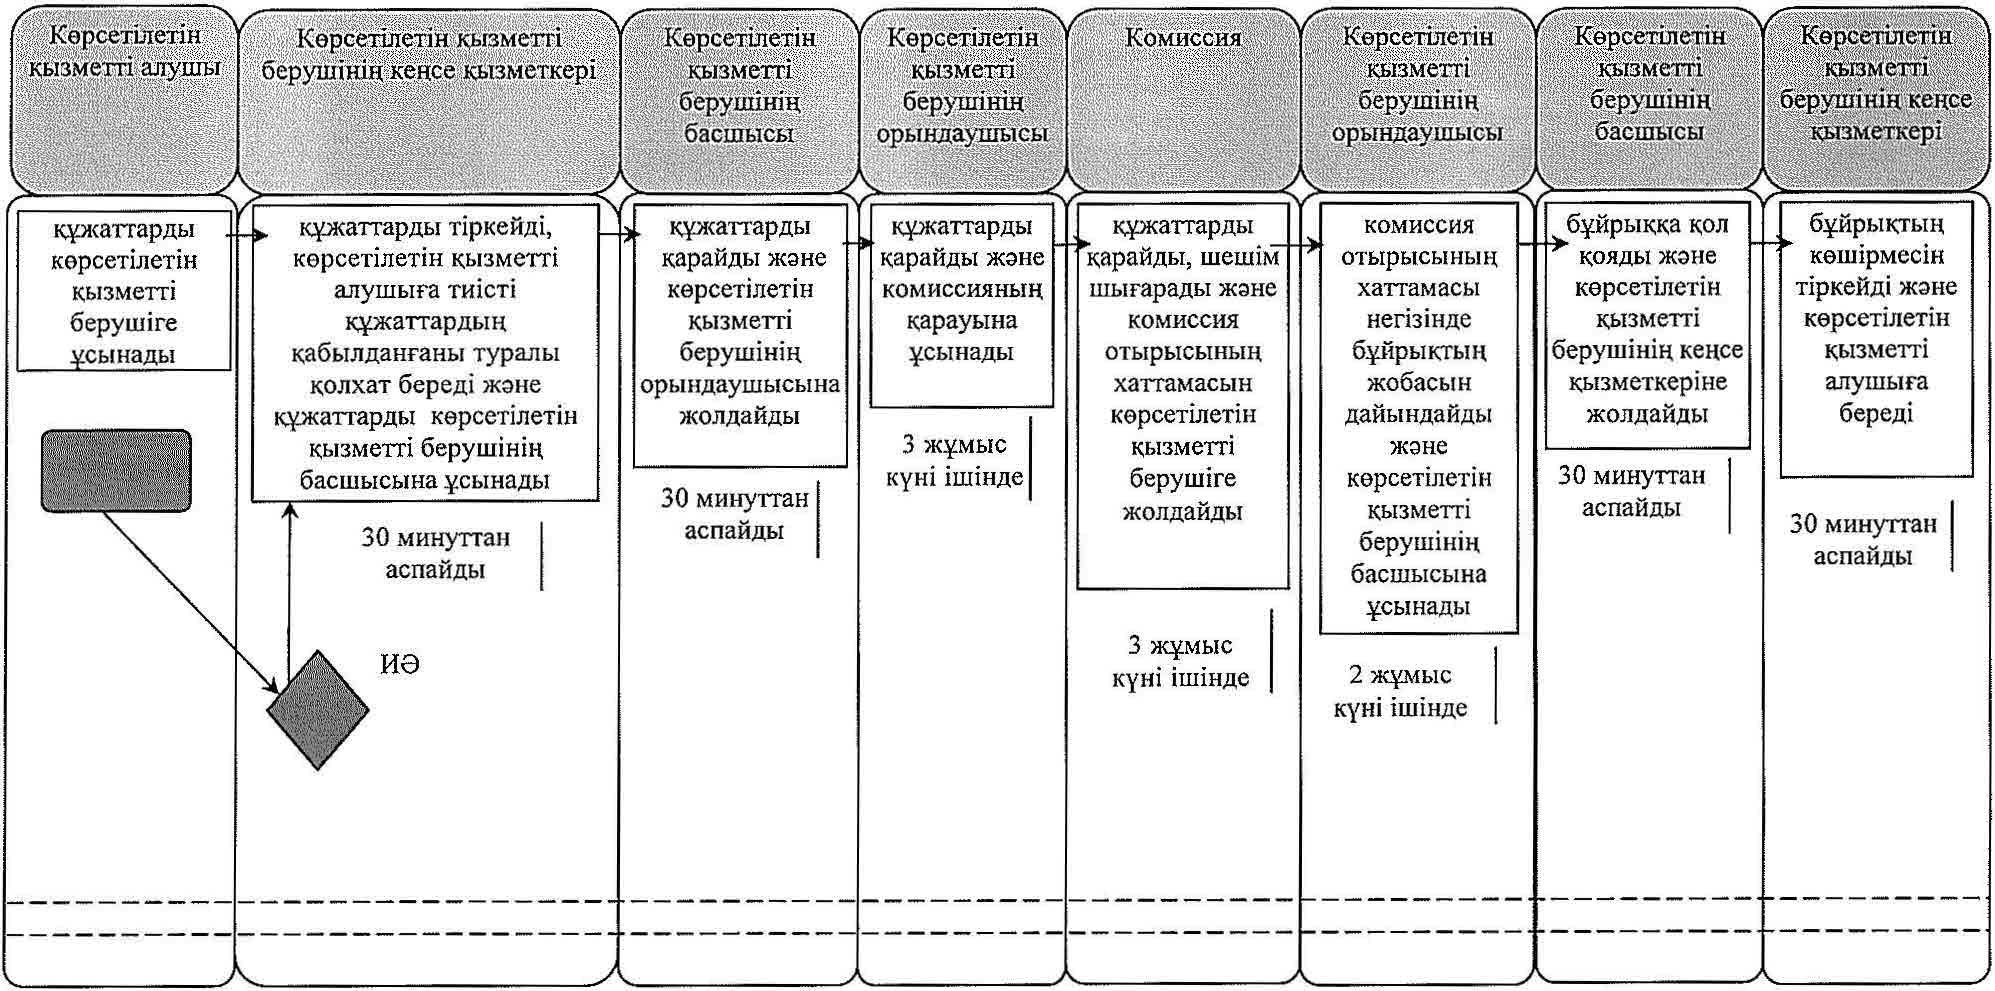 Көрсетілетін
қызметті алушы
Көрсетілетін қызметті
берушінің кеңсе қызметкері
Көрсетілетін
қызметті
берушінің
басшысы
Көрсетілетін
қызметті
берушінің
орындаушысы
Комиссия
Көрсетілетін
қызметті
берушінің
орындаушысы
Көрсетілетін
қызметті
берушінің
басшысы
Көрсетілетін
қызметті
берушінің кеңсе
қызметкері
құжаттарды
көрсетілетін
қызметті
берушіге
ұсынады
құжаттарды тіркейді,
көрсетілетін қызметті
алушыға тиісті
құжаттардың
қабылданғаны туралы
қолхат береді және
құжаттарды көрсетілетін
қызметті берушінің
басшысына ұсынады
30 минуттан
аспайды
ИӘ
құжаттарды
қарайды және
көрсетілетін
қызметті
берушінің
орындаушысына
жолдайды
30 минуттан
аспайды
құжаттарды
қарайды және
комиссияның
қарауына
ұсынады
3 жұмыс
күні ішінде
құжаттарды
қарайды, шешім
шығарады және
комиссия
отырысының
хаттамасын
көрсетілетін
қызметті
берушіге
жолдайды
3 жұмыс
күні ішінде
комиссия
отырысының
хаттамасы
негізінде
бұйрықтың
жобасын
дайындайды
және
көрсетілетін
қызметті
берушінің
басшысына
ұсынады
2 жұмыс
күні ішінде
бұйрыққа қол
қояды және
көрсетілетін
қызметті
берушінің кеңсе
қызметкеріне
жолдайды
30 минуттан
аспайды
бұйрықтың
көшірмесін
тіркейді және
көрсетілетін
қызметті
алушыға
береді
30 минуттан
аспайды